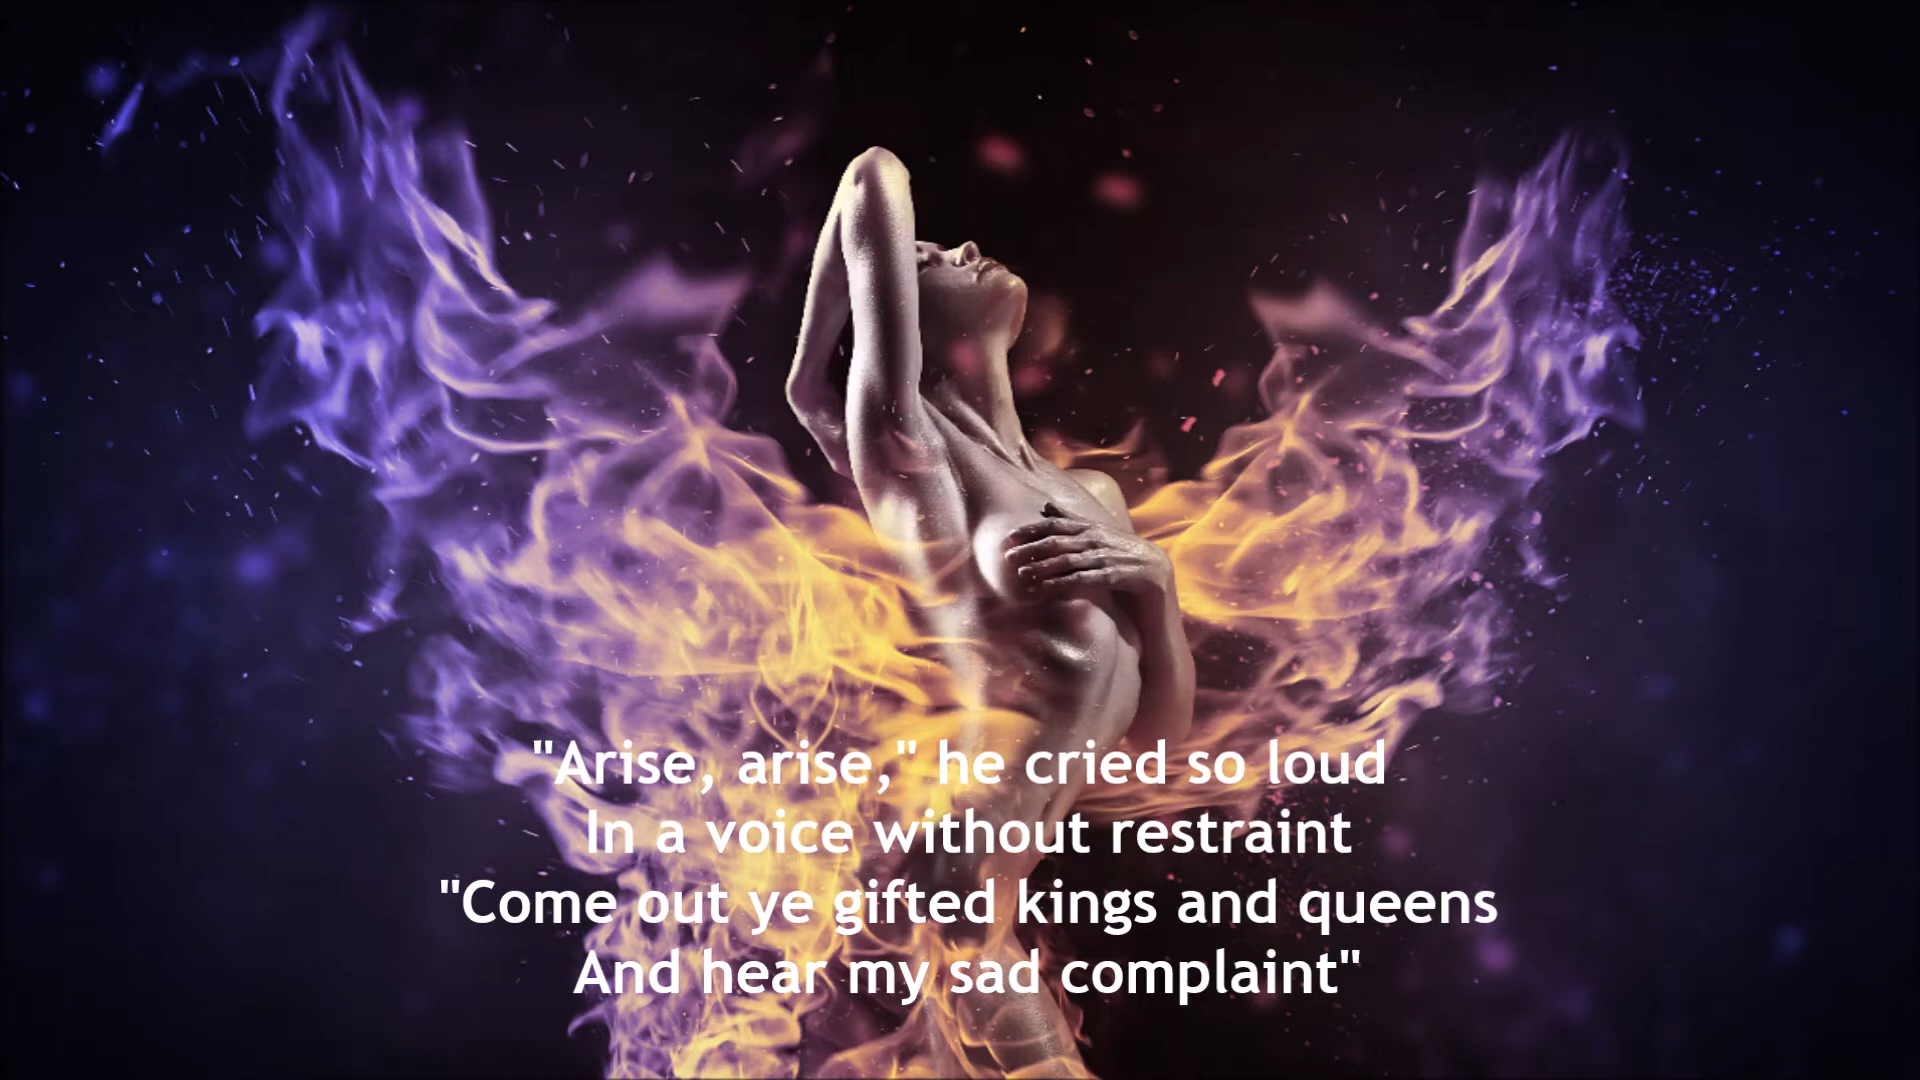 "Arise, arise," he cried so loud
In a voice without restraint
"Come out ye gifted kings and queens
And hear my sad complaint"